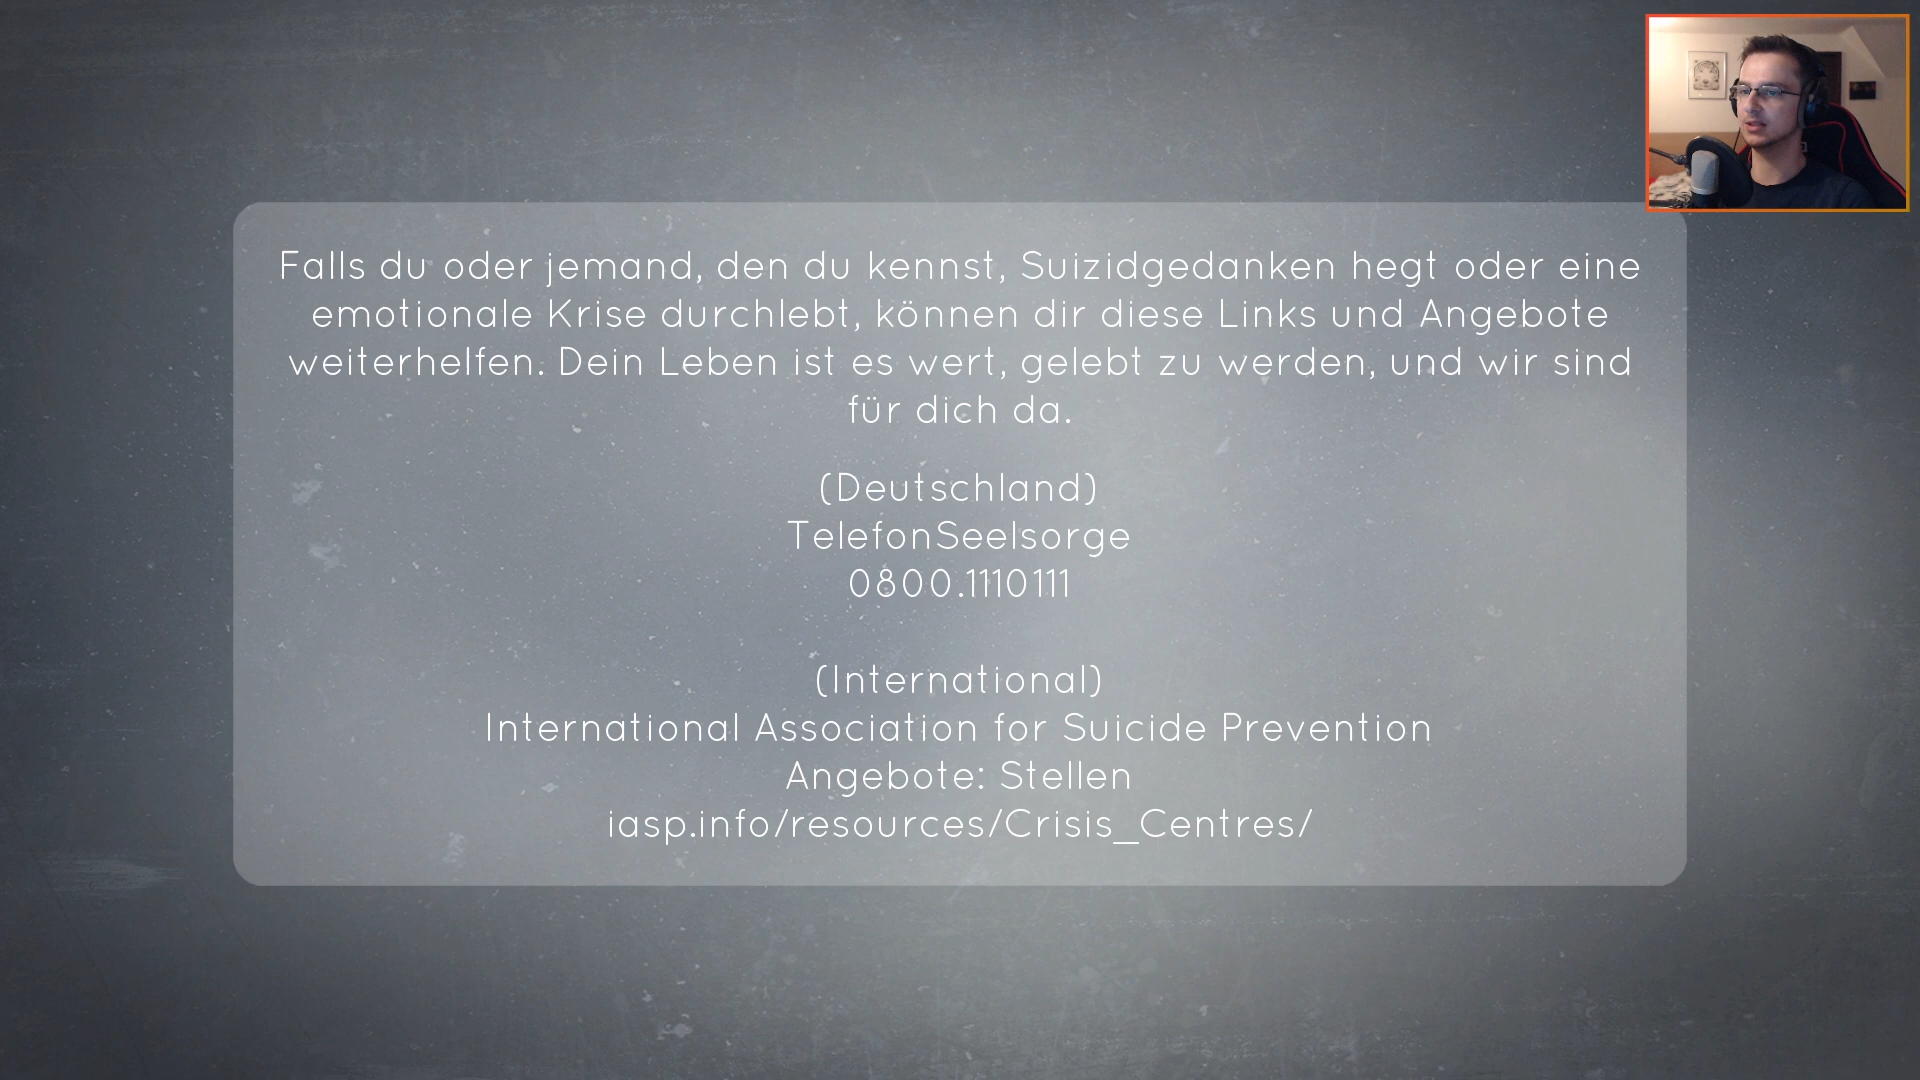 Falls du oder jemand, den du kennst, Suizidgedanken hegt oder eine
emotionale Krise durchlebt, können dir diese Links und Angebote
weiterhelfen. Dein Leben ist es wert, gelebt zu werden, und wir sind
für dich da.
(Deutschland)
TelefonSeelsorge
0800.1110111
(International)
International Association for Suicide Prevention
Angebote: Stellen
iasp.info/resources/Crisis_Centres/